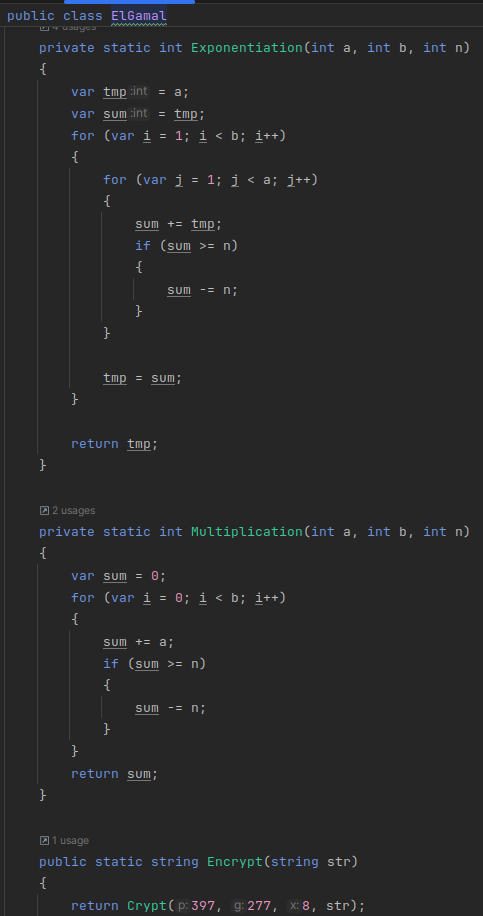 public class ElGamal
4 usages
private static int Exponentiation(int a, int b, int n)
{
var tmp :int = a;
var sum :int = tmp;
for (var i = 1; i < b; i++)
{
for (var j = 1; j < a; j++)
{
sum += tmp;
if (sum >= n)
{
sum -= n;
}
}
tmp = sum;
}
return tmp;
}
2 usages
private static int Multiplication(int a, int b, int n)
{
var sum = 0;
for (var i = 0; i < b; i++)
{
sum += a;
if (sum >= n)
{
sum -= n;
}
}
return sum;
}
1 usage
public static string Encrypt(string str)
{
return Crypt(p: 397, g: 277, x: 8, str);